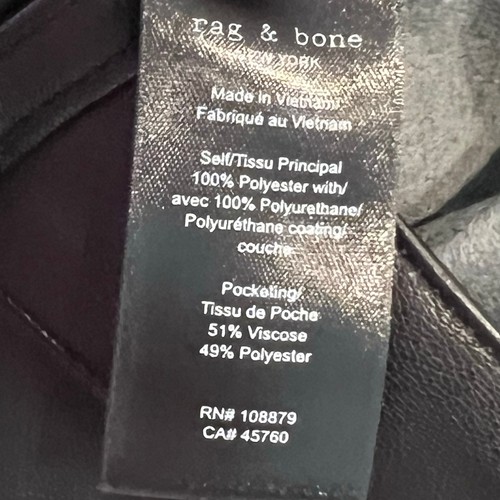 rag & bone
NEW YORK
Made in Vietnam/
Fabriqué au Vietnam
Self/Tissu Principal
100% Polyester with/
avec 100% Polyurethane/
Polyuréthane coating/
couche
Pocketing/
Tissu de Poche
51% Viscose
49% Polyester
RN# 108879
CA# 45760